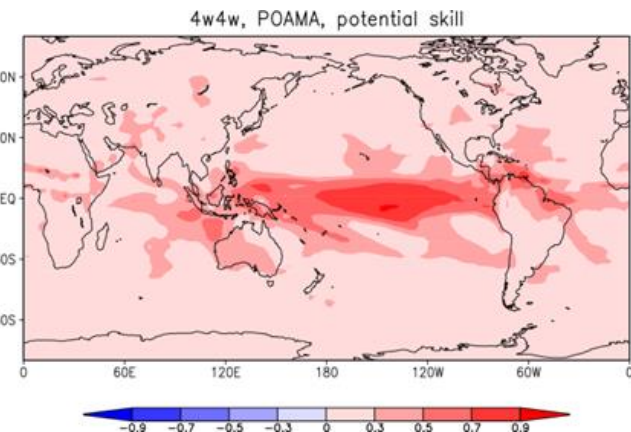 4w4w, POAMA, potential skill
0N
0N
EQ
0S
0S
0 60E 120E 180 120W 60W 0
-0.9 -0.7 -0.5 -0.3 0 0.3 0.5 0.7 0.9